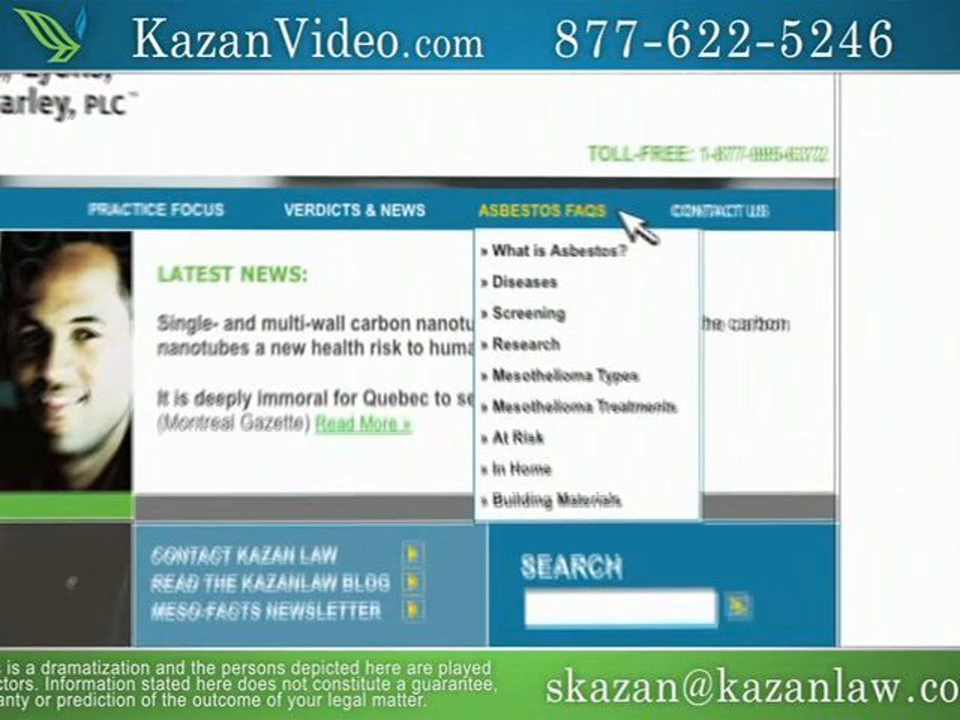 KazanVideo.com 877-622-5246
arley, PLC™
TOLL-FREE:
PRACTICE FOCUS VERDICTS & NEWS ASBESTOS FAQS CONTACT US
» What is Asbestos?
LATEST NEWS:
» Diseases
Single- and multi-wall carbon nanotu
he carbon
» Screening
nanotubes a new health risk to huma
» Research
» Mesothelioma Types
It is deeply immoral for Quebec to se
» Mesothelioma Treatments
(Montreal Gazette) Read More »
» At Risk
» In Home
» Building Materials
CONTACT KAZAN LAW
READ THE KAZANLAW BLOG
MESO-FACTS NEWSLETTER
SEARCH
s is a dramatization and the persons depicted here are played
ctors. Information stated here does not constitute a guarantee,
anty or prediction of the outcome of your legal matter.
skazan@kazanlaw.co